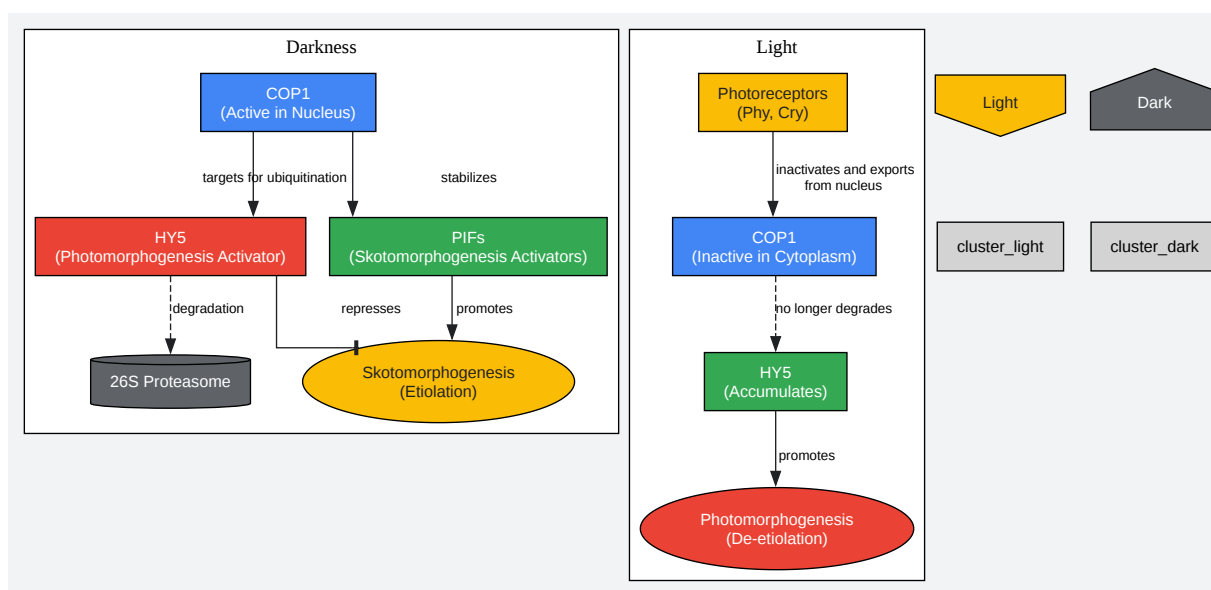 Darkness
COP1
(Active in Nucleus)
targets for ubiquitination
stabilizes
HY5
(Photomorphogenesis Activator)
PIFs
(Skotomorphogenesis Activators)
degradation
represses
promotes
26S Proteasome
Skotomorphogenesis
(Etiolation)
Light
Photoreceptors
(Phy, Cry)
inactivates and exports
from nucleus
COP1
(Inactive in Cytoplasm)
no longer degrades
HY5
(Accumulates)
promotes
Photomorphogenesis
(De-etiolation)
Light
Dark
cluster_light
cluster_dark